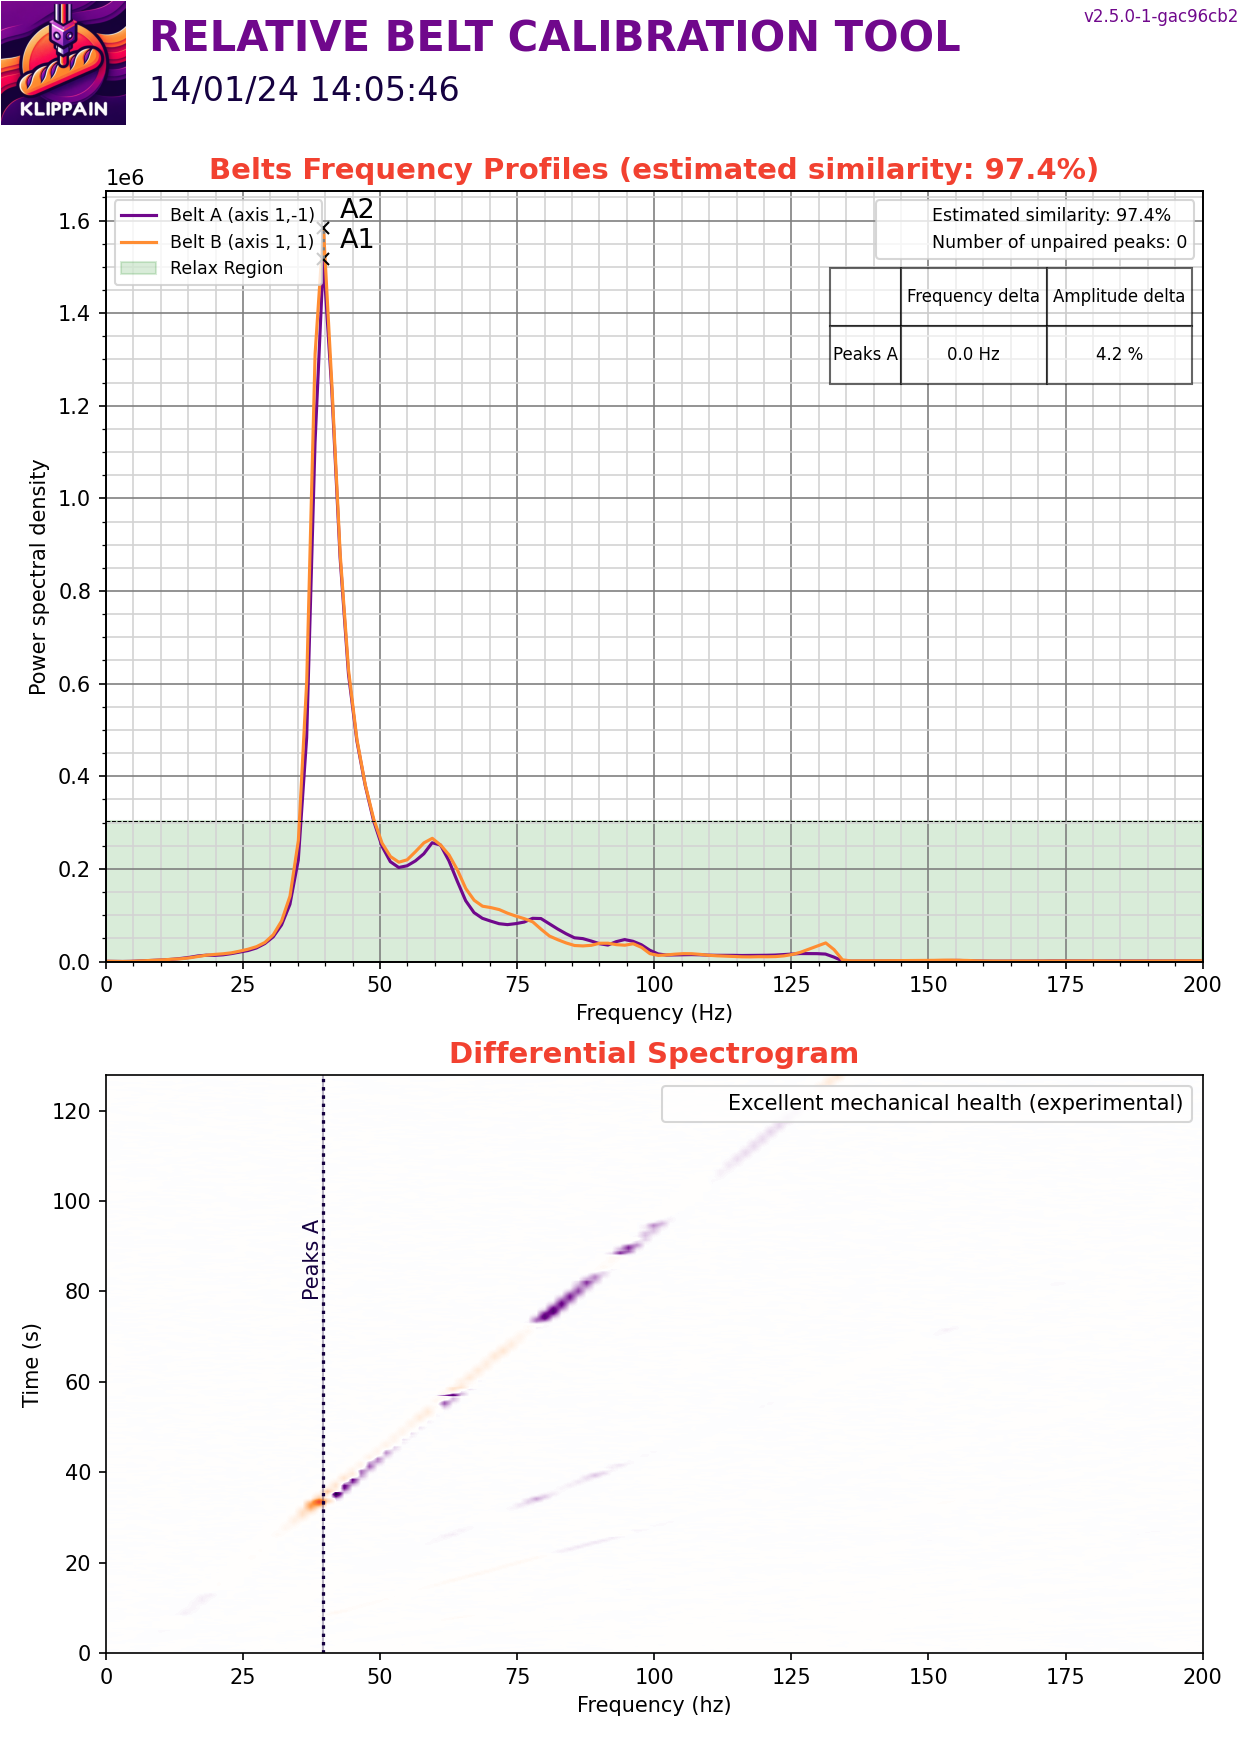 RELATIVE BELT CALIBRATION TOOL
v2.5.0-1-gac96cb2
14/01/24 14:05:46
KLIPPAIN
Belts Frequency Profiles (estimated similarity: 97.4%)
1e6
Belt A (axis 1,-1)
Belt B (axis 1, 1)
Relax Region
A2
A1
Estimated similarity: 97.4%
Number of unpaired peaks: 0
Frequency delta Amplitude delta
Peaks A 0.0 Hz 4.2 %
Power spectral density
1.6
1.4
1.2
1.0
0.8
0.6
0.4
0.2
0.0
0 25 50 75 100 125 150 175 200
Frequency (Hz)
Differential Spectrogram
Excellent mechanical health (experimental)
Peaks A
Time (s)
120
100
80
60
40
20
0
0 25 50 75 100 125 150 175 200
Frequency (hz)